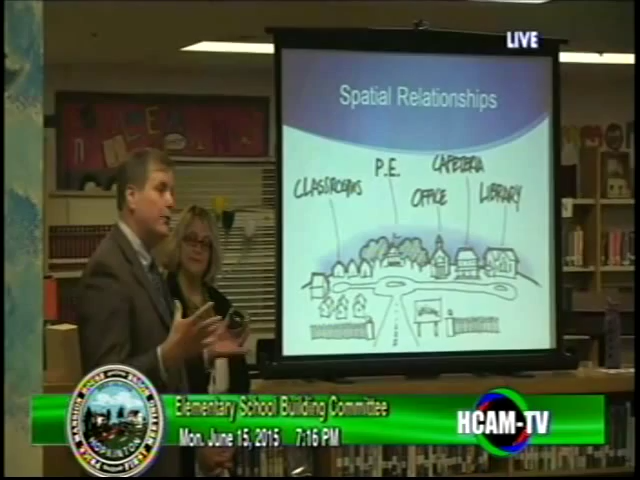 LIVE
Spatial Relationships
CLASSROOMS
P.E.
CAFETERIA
OFFICE
LIBRARY
Elementary School Building Committee
Mon. June 15, 2015 7:16 PM
HCAM-TV
HOPKINTON